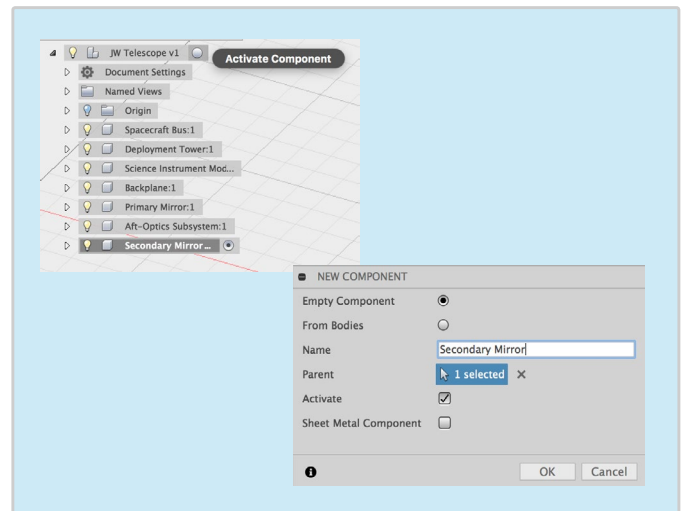 JW Telescope v1
Activate Component
Document Settings
Named Views
Origin
Spacecraft Bus:1
Deployment Tower:1
Science Instrument Mod...
Backplane:1
Primary Mirror:1
Aft-Optics Subsystem:1
Secondary Mirror ...
NEW COMPONENT
Empty Component
From Bodies
Name Secondary Mirror
Parent 1 selected
Activate
Sheet Metal Component
OK Cancel